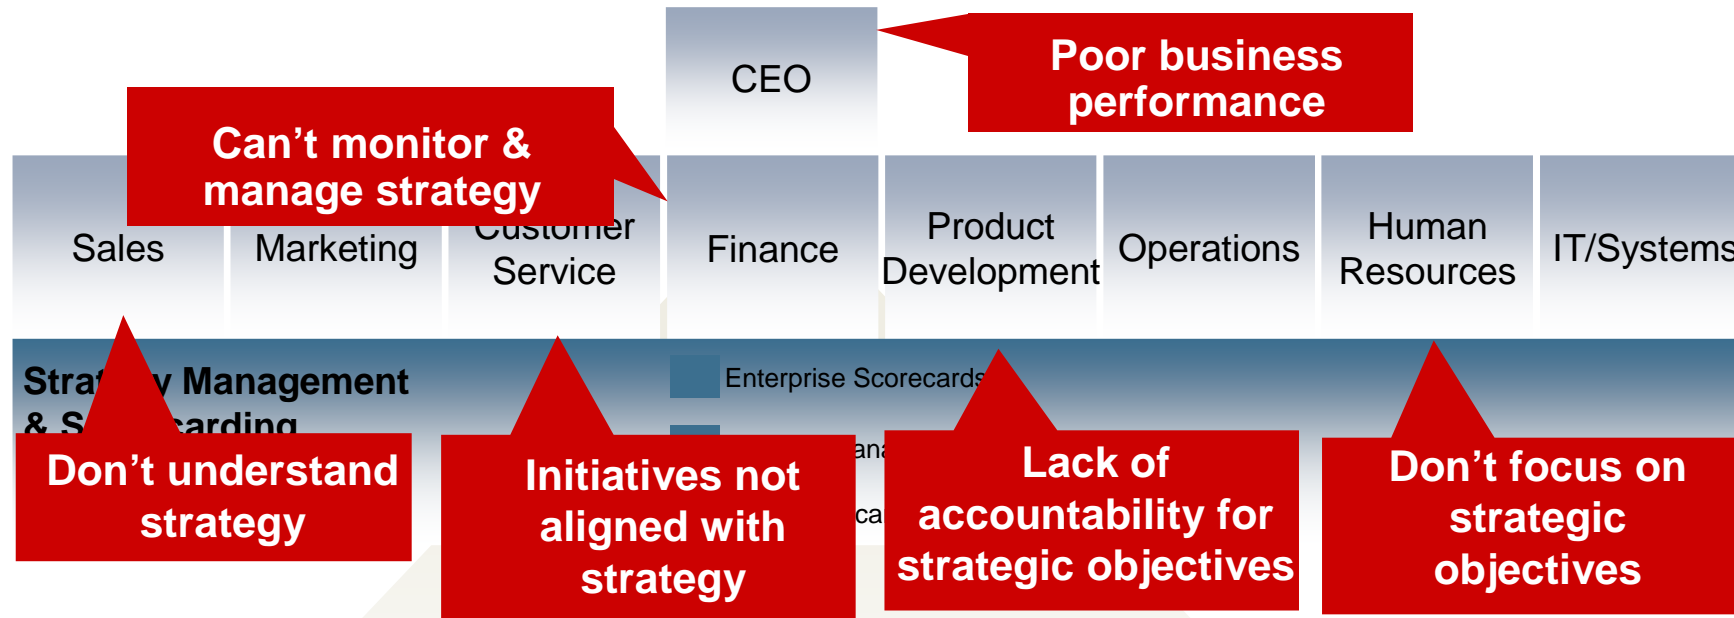 CEO
Poor business
performance
Can't monitor &
manage strategy
Sales
Marketing
Customer
Service
Finance
Product
Development
Operations
Human
Resources
IT/Systems
Management
&
Enterprise Scorecards
Don't understand
strategy
Initiatives not
aligned with
strategy
Lack of
accountability for
strategic objectives
Don't focus on
strategic
objectives